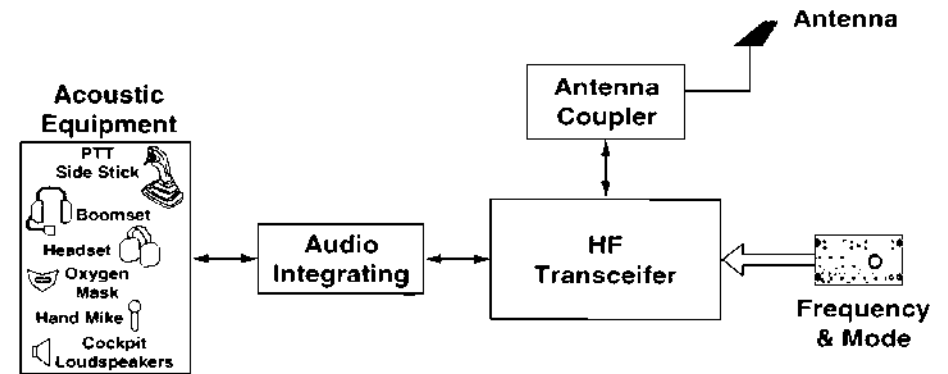 Antenna
Antenna
Coupler
Acoustic
Equipment
PTT
Side Stick
Boomset
Headset
Oxygen
Mask
Hand Mike
Cockpit
Loudspeakers
Audio
Integrating
HF
Transceifer
Frequency
& Mode